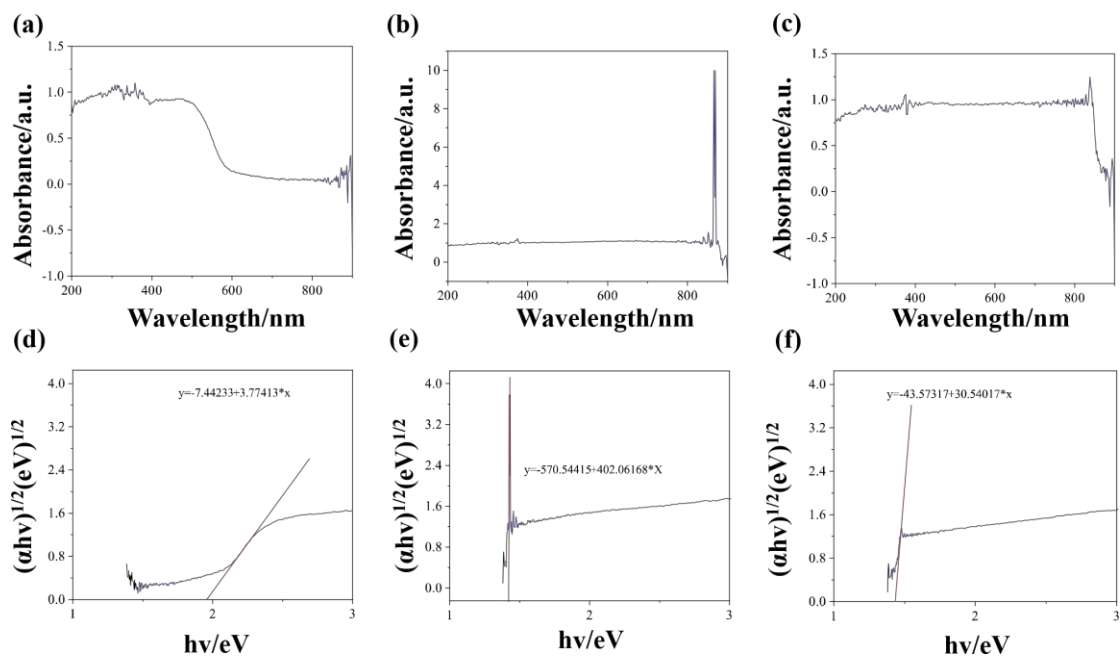 (a)
1.5
1.0
0.5
0.0
-0.5
-1.0
Absorbance/a.u.
200 400 600 800
Wavelength/nm
(b)
10
8
6
4
2
0
Absorbance/a.u.
200 400 600 800
Wavelength/nm
(c)
1.5
1.0
0.5
0.0
-0.5
-1.0
Absorbance/a.u.
200 400 600 800
Wavelength/nm
(d)
4.0
3.2
2.4
1.6
0.8
0.0
(αhν)1/2(eV)1/2
y=-7.44233+3.77413*x
1 2 3
hν/eV
(e)
4.0
3.2
2.4
1.6
0.8
0.0
(αhν)1/2(eV)1/2
y=-570.54415+402.06168*X
1 2 3
hν/eV
(f)
4.0
3.2
2.4
1.6
0.8
0.0
(αhν)1/2(eV)1/2
y=-43.57317+30.54017*x
1 2 3
hν/eV